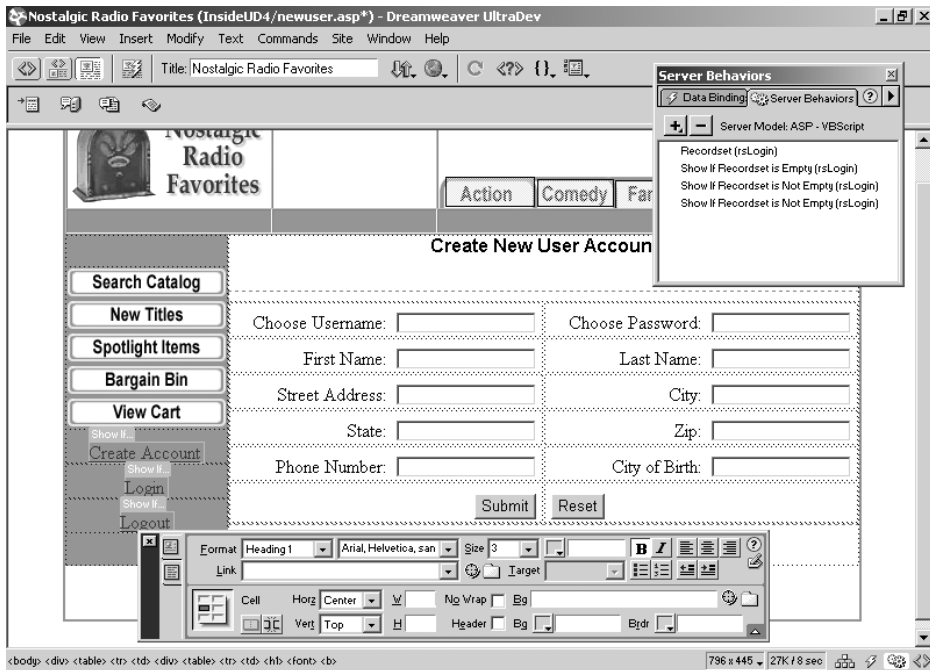 Nostalgic Radio Favorites (InsideUD4/newuser.asp*) - Dreamweaver UltraDev
File Edit View Insert Modify Text Commands Site Window Help
Title: Nostalgic Radio Favorites
Server Behaviors
Data Binding Server Behaviors
Server Model: ASP - VBScript
Recordset (rsLogin)
Show If Recordset is Empty (rsLogin)
Show If Recordset is Not Empty (rsLogin)
Show If Recordset is Not Empty (rsLogin)
Nostalgic
Radio
Favorites
Action Comedy Fan
Create New User Accoun
Search Catalog
New Titles
Spotlight Items
Bargain Bin
View Cart
Show If...
Create Account
Show If...
Login
Show If...
Logout
Choose Username: Choose Password:
First Name: Last Name:
Street Address: City:
State: Zip:
Phone Number: City of Birth:
Submit Reset
Format Heading 1 Arial, Helvetica, san Size 3 B I
Link Target
Cell Horz Center W No Wrap Bg
Vert Top H Header Bg Brdr
<body> <div> <table> <tr> <td> <div> <table> <tr> <td> <h1> <font> <b>
796 x 445 27K / 8 sec